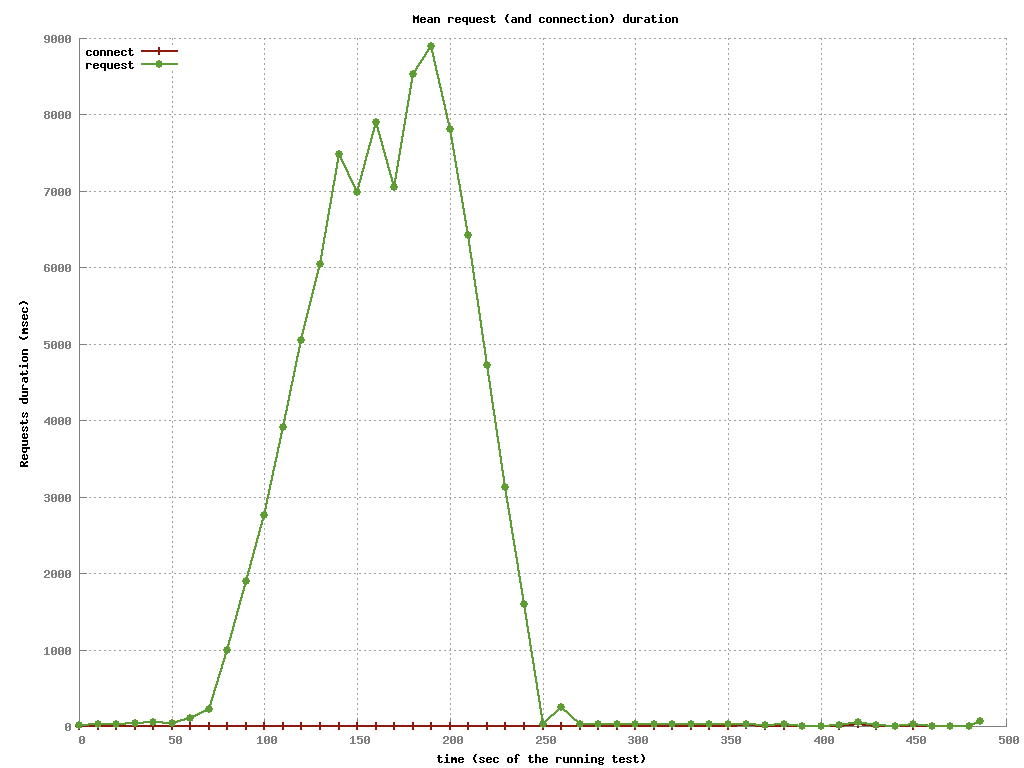 Mean request (and connection) duration
connect
request
9000
8000
7000
6000
5000
4000
3000
2000
1000
0
Requests duration (msec)
0 50 100 150 200 250 300 350 400 450 500
time (sec of the running test)